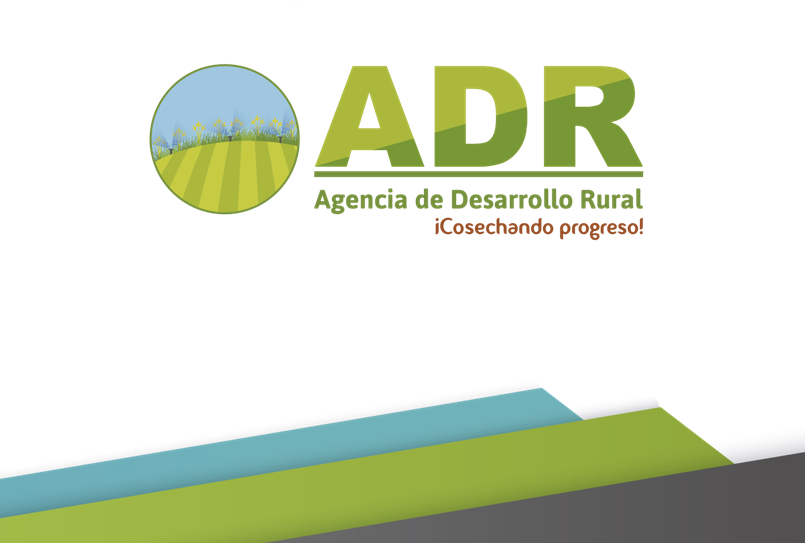 ADR
Agencia de Desarrollo Rural
¡Cosechando progreso!